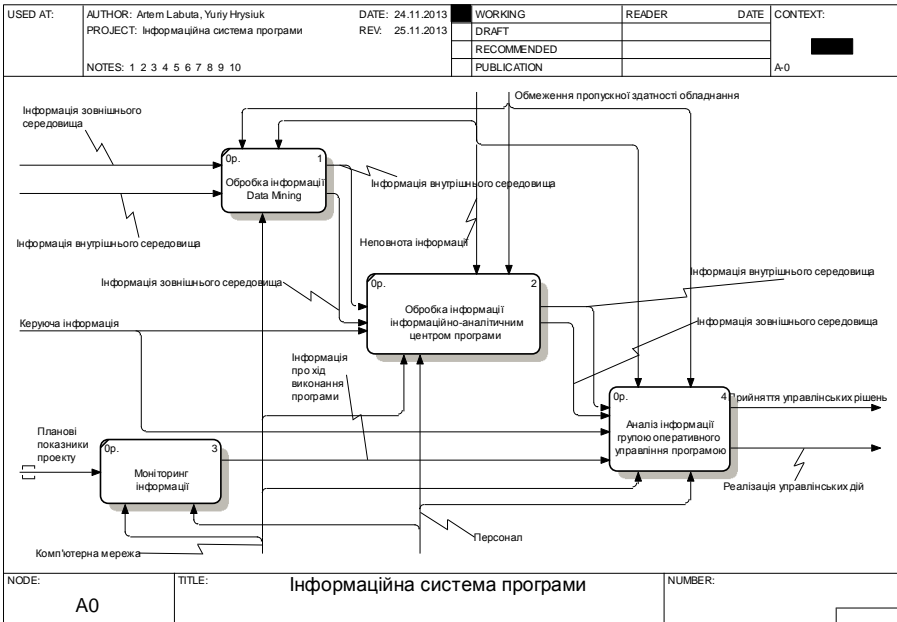 USED AT:
AUTHOR: Artem Labuta, Yuriy Hrysiuk
DATE: 24.11.2013
WORKING
READER
DATE
CONTEXT:
PROJECT: Інформаційна система програми
REV: 25.11.2013
DRAFT
RECOMMENDED
NOTES: 1 2 3 4 5 6 7 8 9 10
PUBLICATION
A-0
Обмеження пропускної здатності обладнання
Інформація зовнішнього
середовища
0р.
1
Обробка інформації
Data Mining
Інформація внутрішнього середовища
Інформація внутрішнього середовища
Неповнота інформації
Інформація зовнішнього середовища
0р.
2
Обробка інформації
інформаційно-аналітичним
центром програми
Інформація внутрішнього середовища
Інформація зовнішнього середовища
Керуюча інформація
Інформація
про хід
виконання
програми
0р.
4
Аналіз інформації
групою оперативного
управління програмою
Прийняття управлінських рішень
Реалізація управлінських дій
Планові
показники
проекту
0р.
3
Моніторинг
інформації
Персонал
Комп'ютерна мережа
NODE:
TITLE:
Інформаційна система програми
NUMBER:
A0